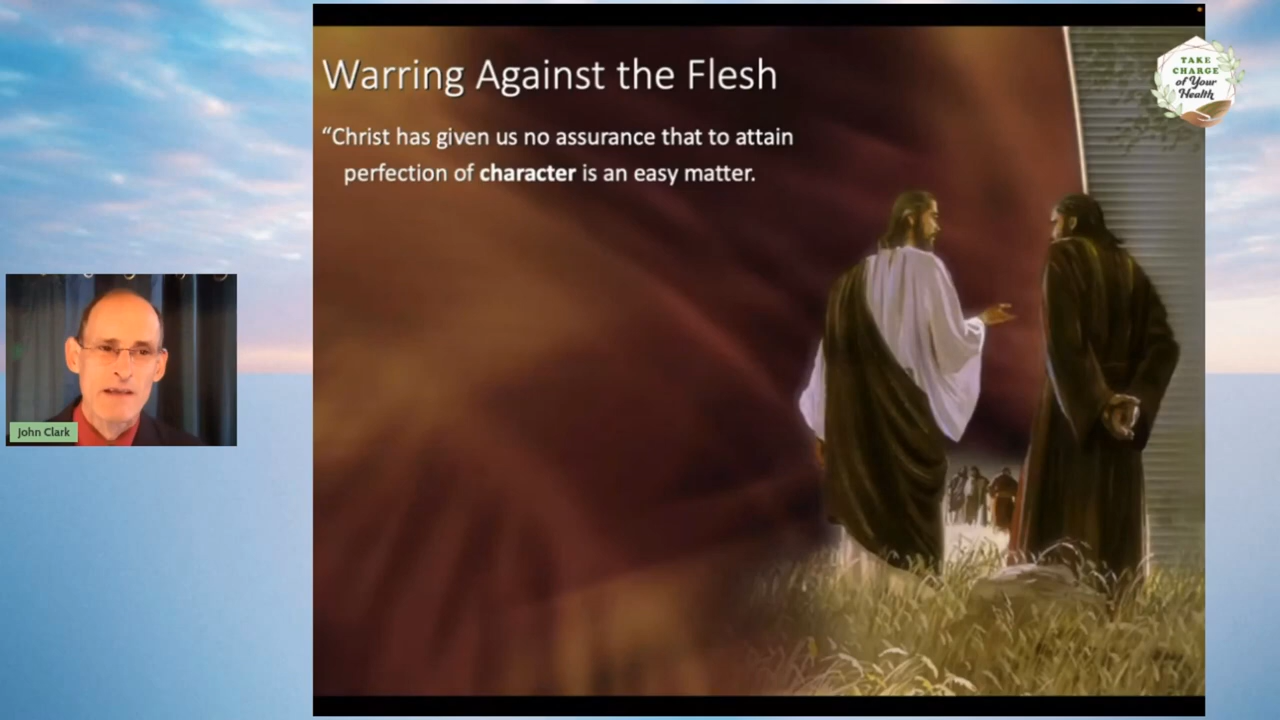 Warring Against the Flesh
“Christ has given us no assurance that to attain
perfection of character is an easy matter.
TAKE
CHARGE
of Your
Health
John Clark